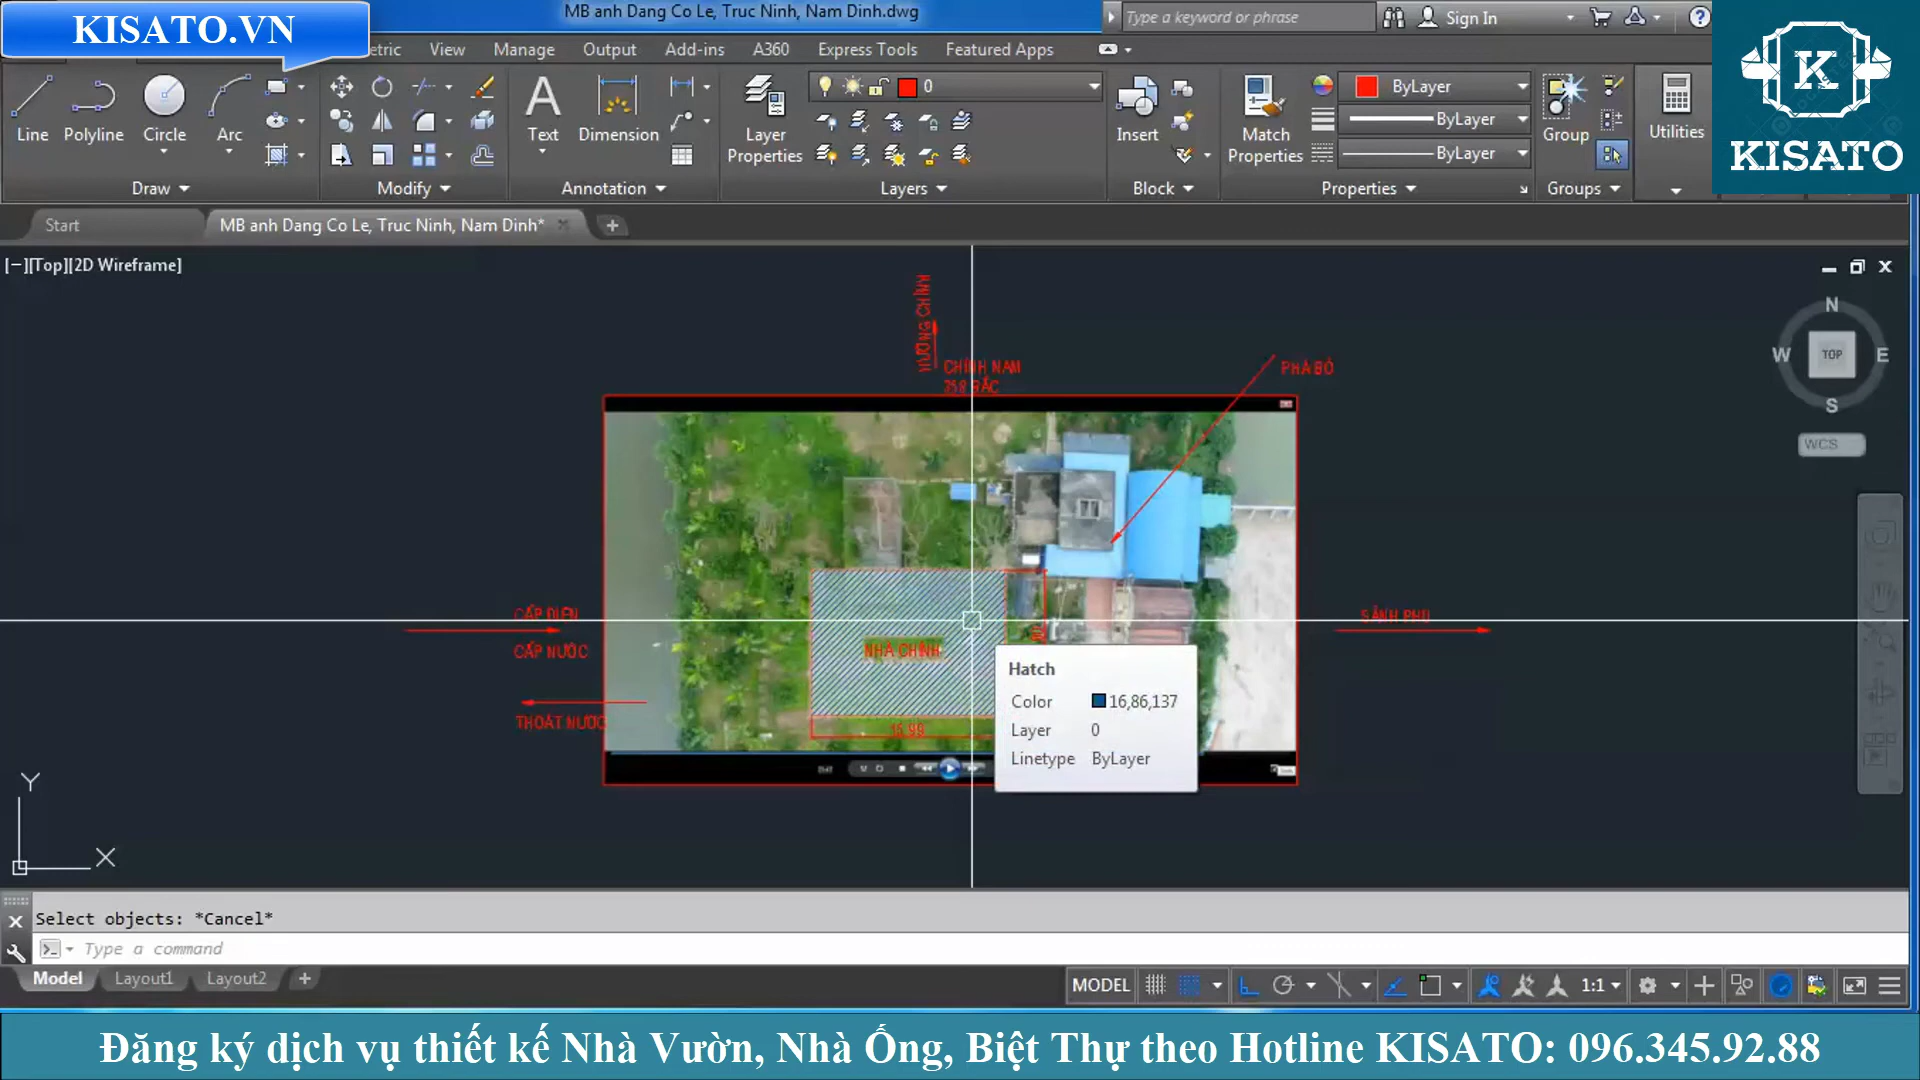 KISATO.VN
MB anh Dang Co Le, Truc Ninh, Nam Dinh.dwg
Type a keyword or phrase
Sign In
View Manage Output Add-ins A360 Express Tools Featured Apps
K
KISATO
0
ByLayer
ByLayer
ByLayer
Line Polyline Circle Arc
Text Dimension
Layer Properties
Insert
Match Properties
Group
Utilities
Draw Modify Annotation Layers Block Properties Groups
Start
MB anh Dang Co Le, Truc Ninh, Nam Dinh*
[−][Top][2D Wireframe]
HƯỚNG CHÍNH
CHÍNH NAM
PHÁ BỎ
N
W TOP E
S
WCS
CẤP ĐIỆN
CẤP NƯỚC
THOÁT NƯỚC
NHÀ CHÍNH
SẢNH PHỤ
Hatch
Color 16,86,137
Layer 0
Linetype ByLayer
Y
X
Select objects: *Cancel*
Type a command
Model Layout1 Layout2
MODEL 1:1
Đăng ký dịch vụ thiết kế Nhà Vườn, Nhà Ống, Biệt Thự theo Hotline KISATO: 096.345.92.88